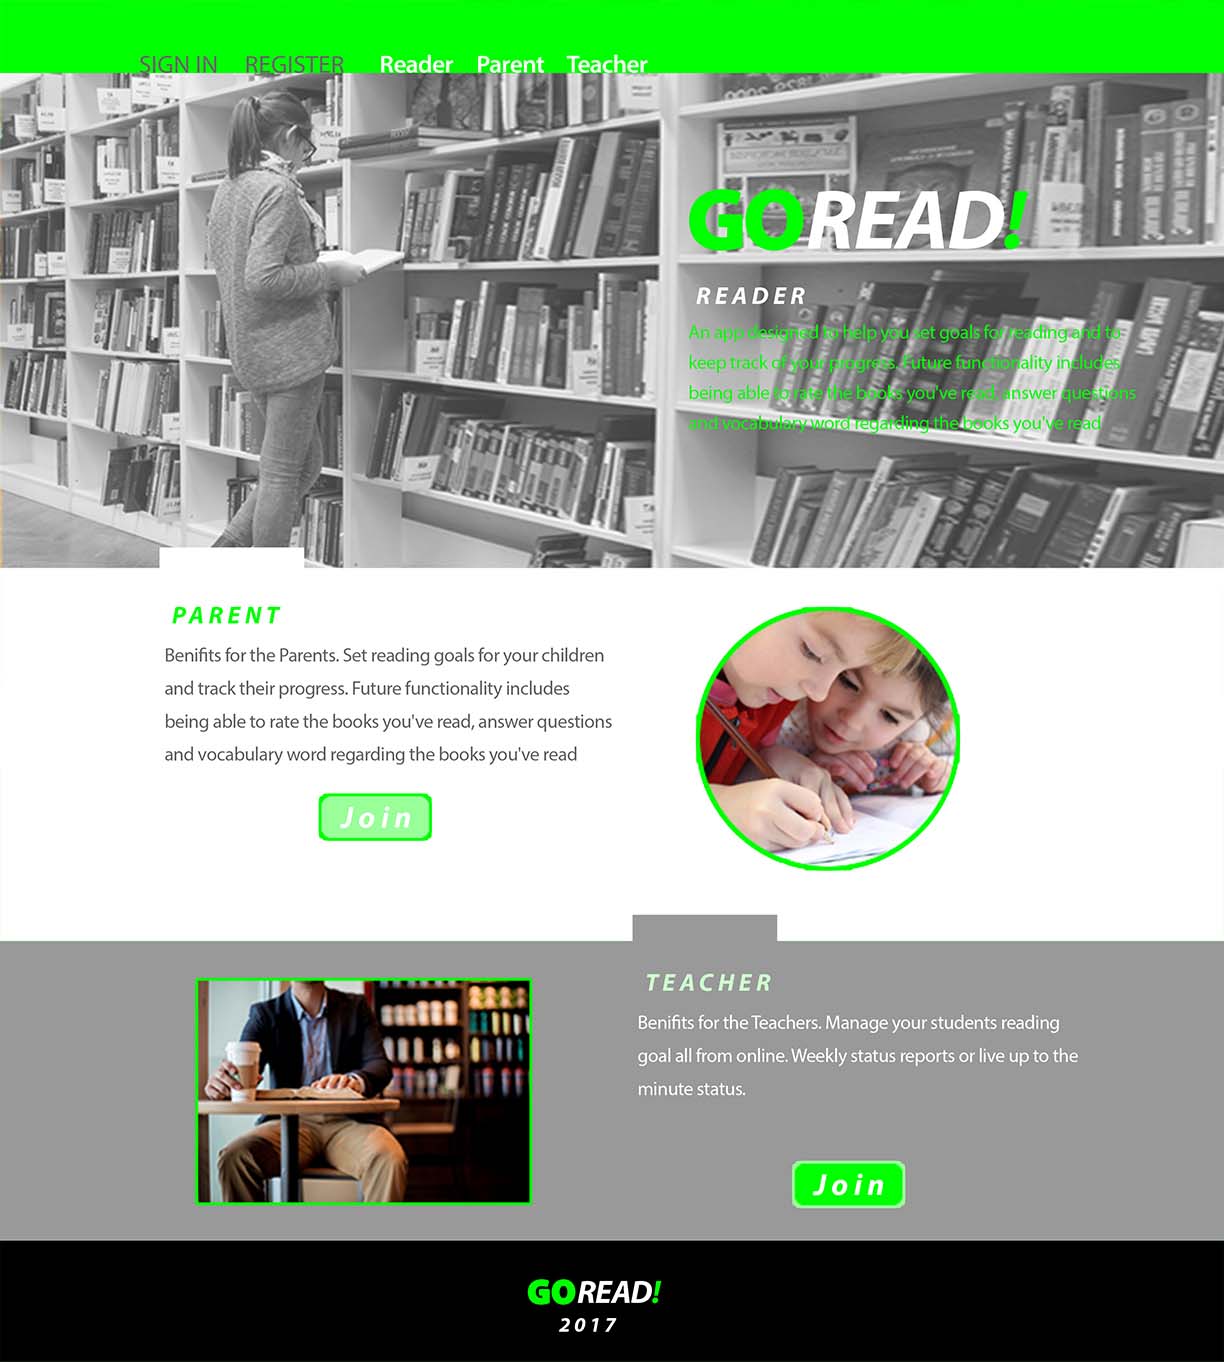 SIGN IN REGISTER Reader Parent Teacher
GOREAD!
READER
An app designed to help you set goals for reading and to
keep track of your progress. Future functionality includes
being able to rate the books you've read, answer questions
and vocabulary word regarding the books you've read
PARENT
Benifits for the Parents. Set reading goals for your children
and track their progress. Future functionality includes
being able to rate the books you've read, answer questions
and vocabulary word regarding the books you've read
Join
TEACHER
Benifits for the Teachers. Manage your students reading
goal all from online. Weekly status reports or live up to the
minute status.
Join
GOREAD!
2017